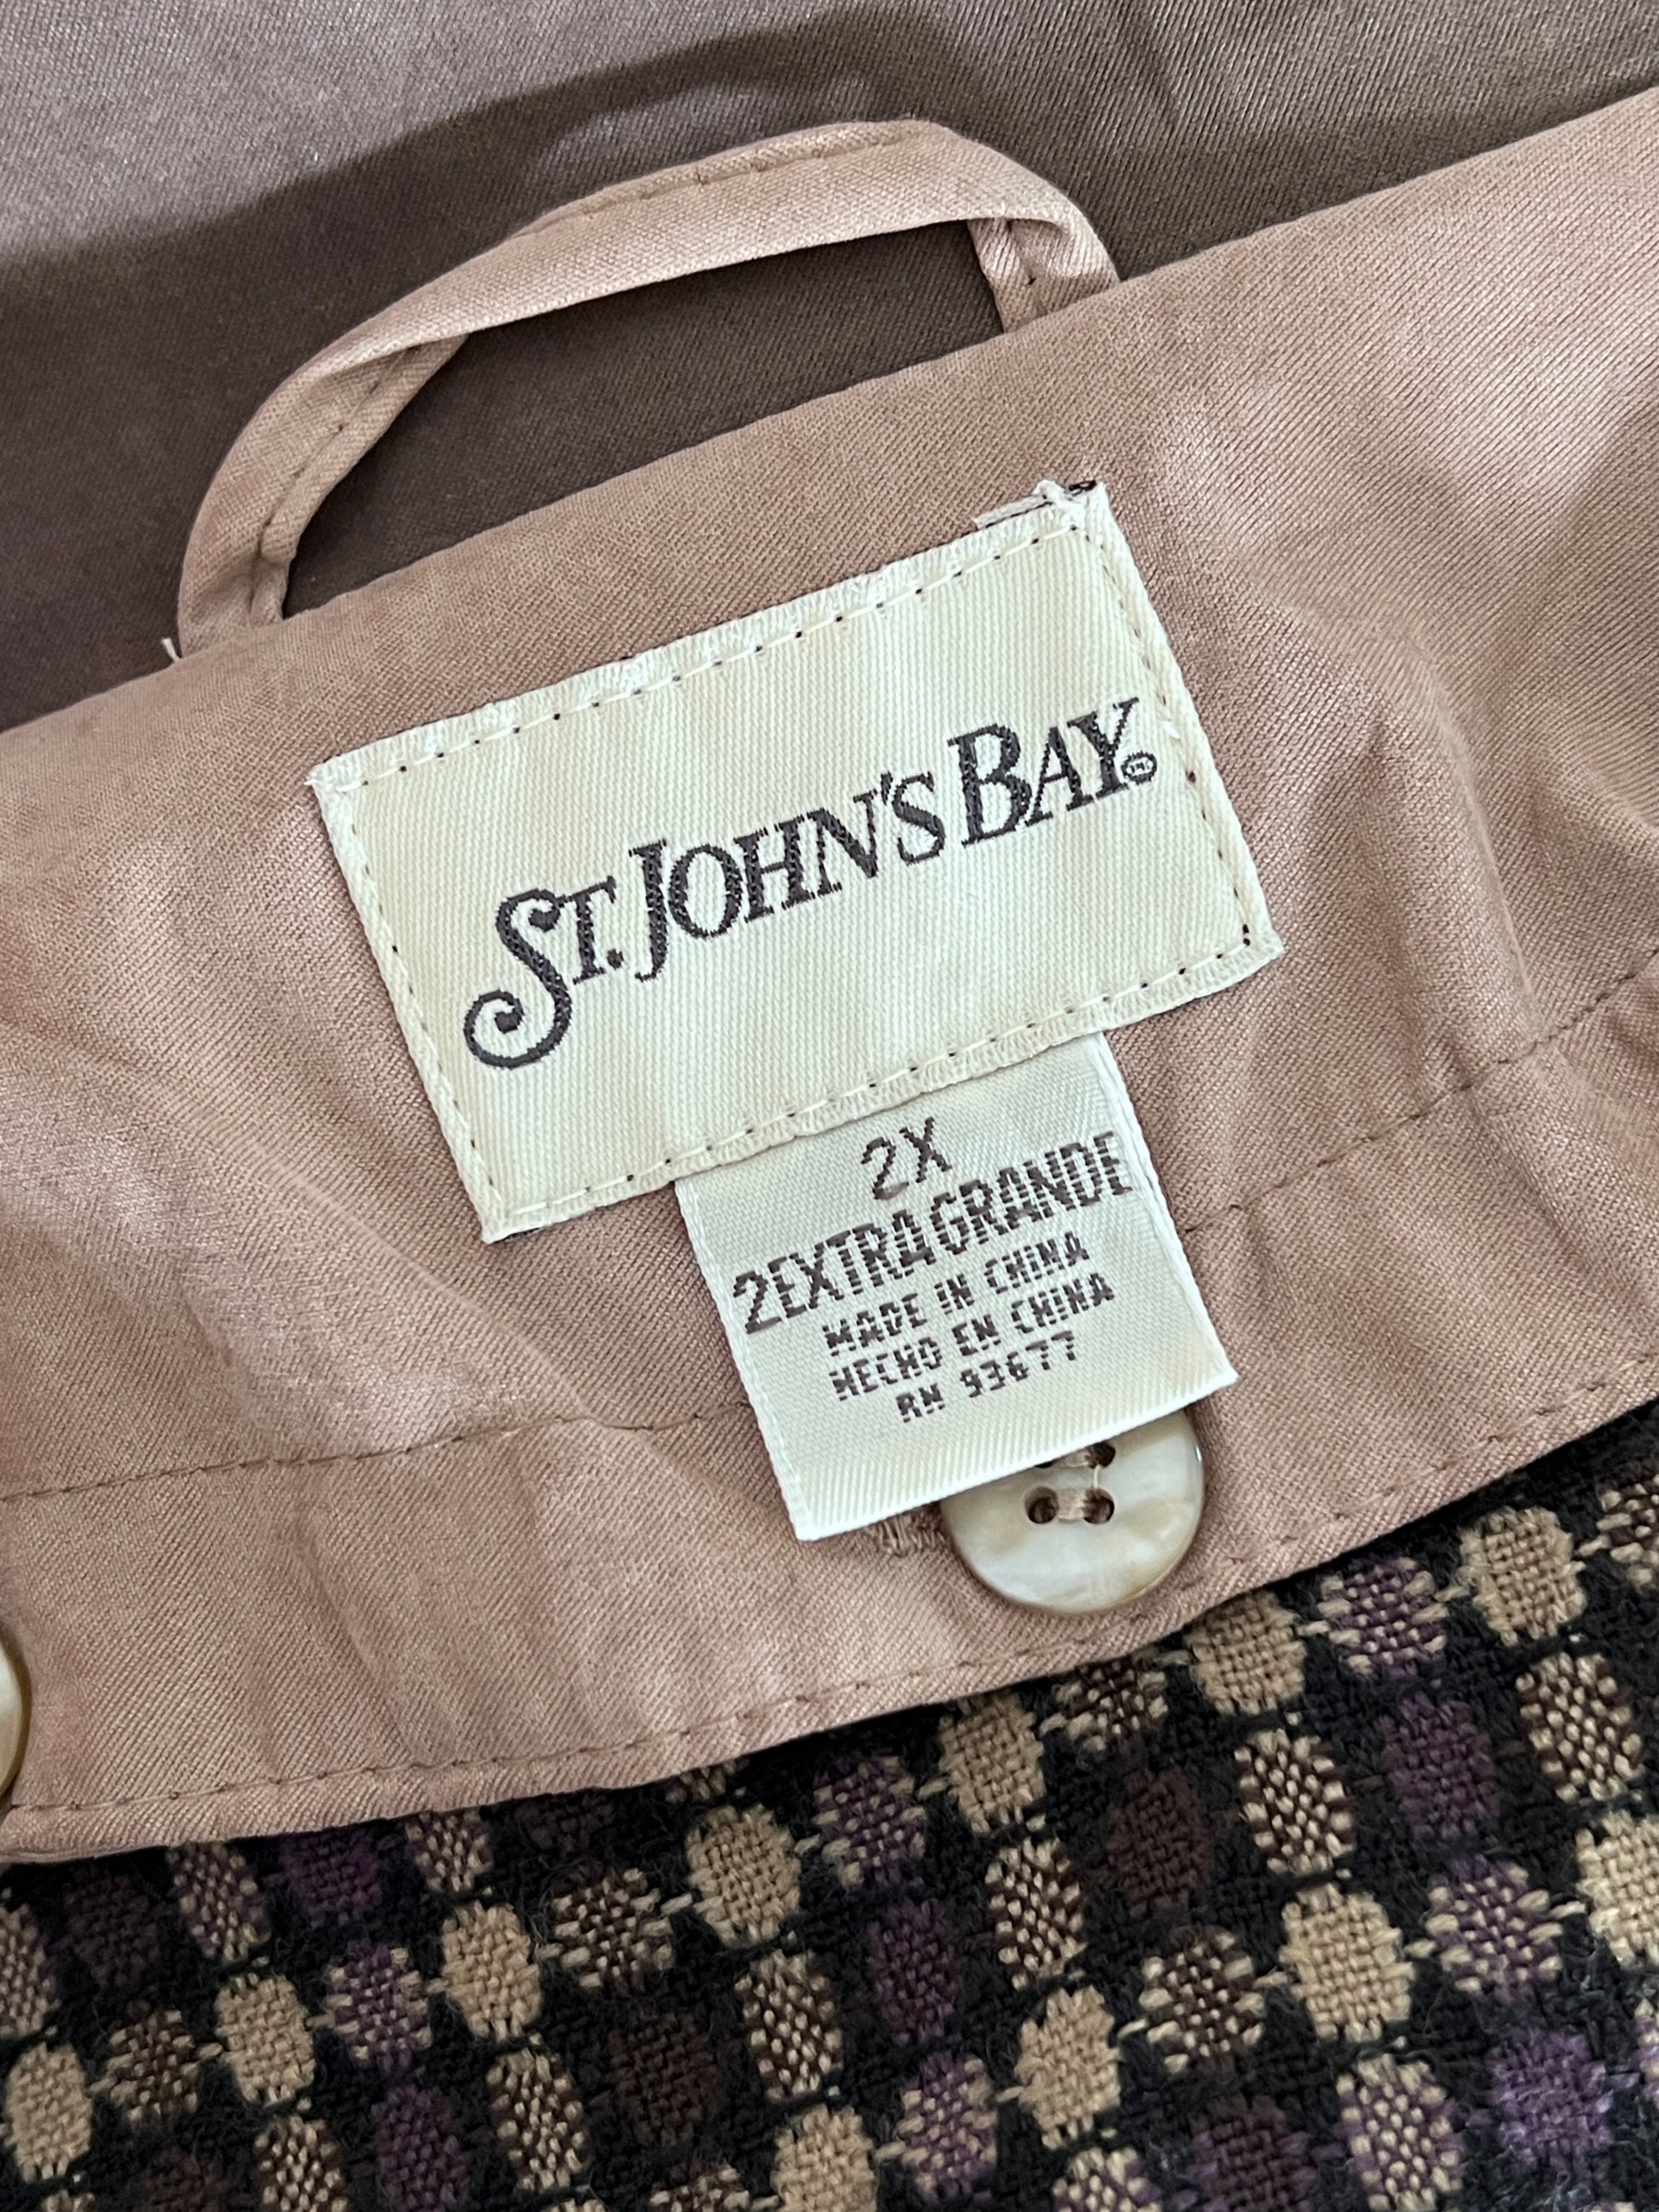 ST. JOHN'S BAY®
2X
2EXTRAGRANDE
MADE IN CHINA
HECHO EN CHINA
RN 93677